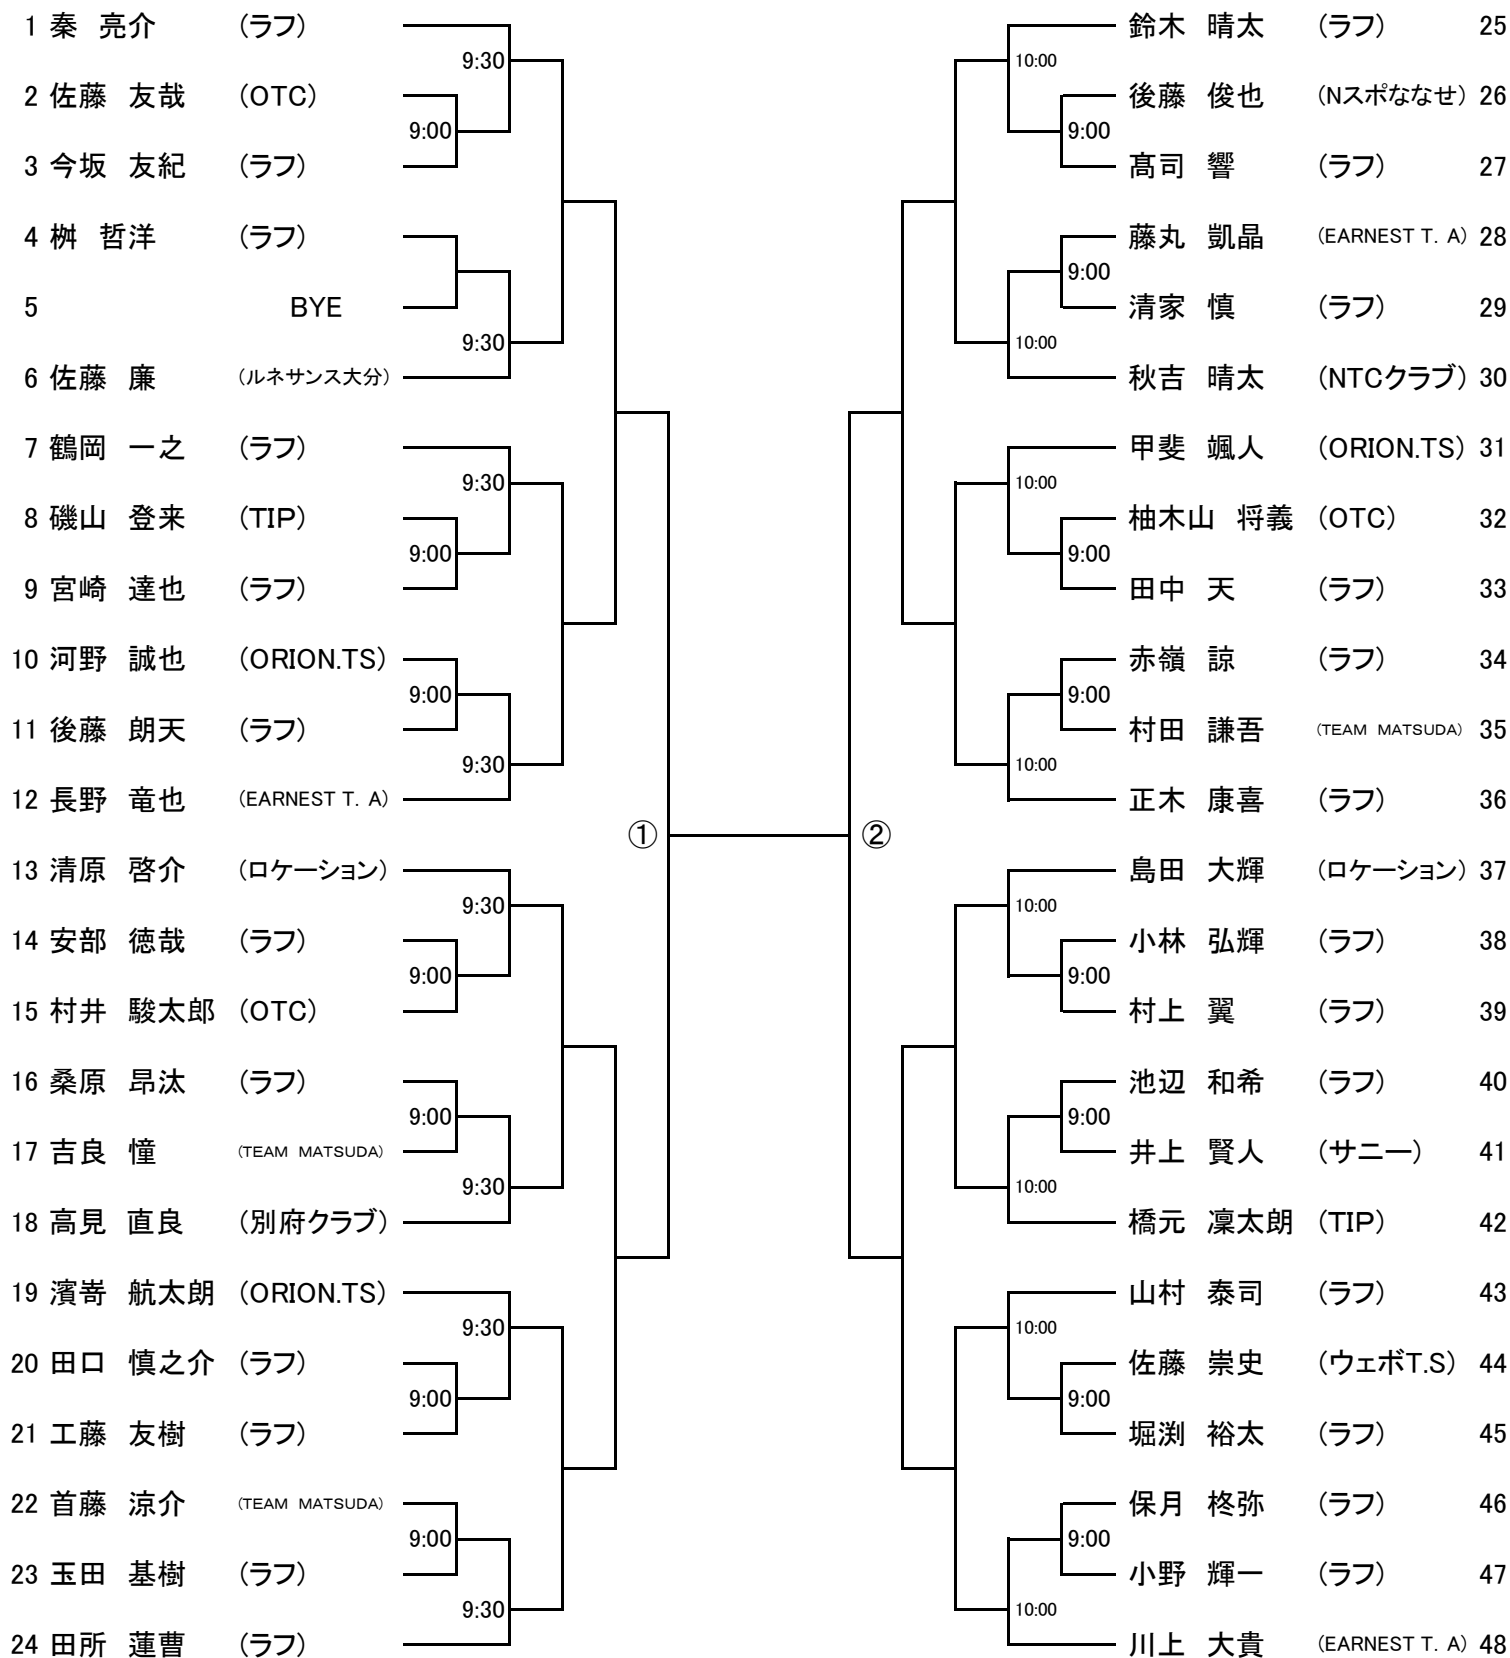 1 秦 亮介 (ラフ)
9:30
2 佐藤 友哉 (OTC)
9:00
3 今坂 友紀 (ラフ)
4 桝 哲洋 (ラフ)
5 BYE
9:30
6 佐藤 廉 (ルネサンス大分)
7 鶴岡 一之 (ラフ)
9:30
8 磯山 登来 (TIP)
9:00
9 宮崎 達也 (ラフ)
10 河野 誠也 (ORION.TS)
9:00
11 後藤 朗天 (ラフ)
9:30
12 長野 竜也 (EARNEST T. A)
①
13 清原 啓介 (ロケーション)
9:30
14 安部 徳哉 (ラフ)
9:00
15 村井 駿太郎 (OTC)
16 桑原 昂汰 (ラフ)
9:00
17 吉良 憧 (TEAM MATSUDA)
9:30
18 高見 直良 (別府クラブ)
19 濱嵜 航太朗 (ORION.TS)
9:30
20 田口 慎之介 (ラフ)
9:00
21 工藤 友樹 (ラフ)
22 首藤 涼介 (TEAM MATSUDA)
9:00
23 玉田 基樹 (ラフ)
9:30
24 田所 蓮曹 (ラフ)
鈴木 晴太 (ラフ) 25
10:00
後藤 俊也 (Nスポななせ) 26
9:00
髙司 響 (ラフ) 27
藤丸 凱晶 (EARNEST T. A) 28
9:00
清家 慎 (ラフ) 29
10:00
秋吉 晴太 (NTCクラブ) 30
甲斐 颯人 (ORION.TS) 31
10:00
柚木山 将義 (OTC) 32
9:00
田中 天 (ラフ) 33
赤嶺 諒 (ラフ) 34
9:00
村田 謙吾 (TEAM MATSUDA) 35
10:00
正木 康喜 (ラフ) 36
②
島田 大輝 (ロケーション) 37
10:00
小林 弘輝 (ラフ) 38
9:00
村上 翼 (ラフ) 39
池辺 和希 (ラフ) 40
9:00
井上 賢人 (サニー) 41
10:00
橋元 凜太朗 (TIP) 42
山村 泰司 (ラフ) 43
10:00
佐藤 崇史 (ウェボT.S) 44
9:00
堀渕 裕太 (ラフ) 45
保月 柊弥 (ラフ) 46
9:00
小野 輝一 (ラフ) 47
10:00
川上 大貴 (EARNEST T. A) 48